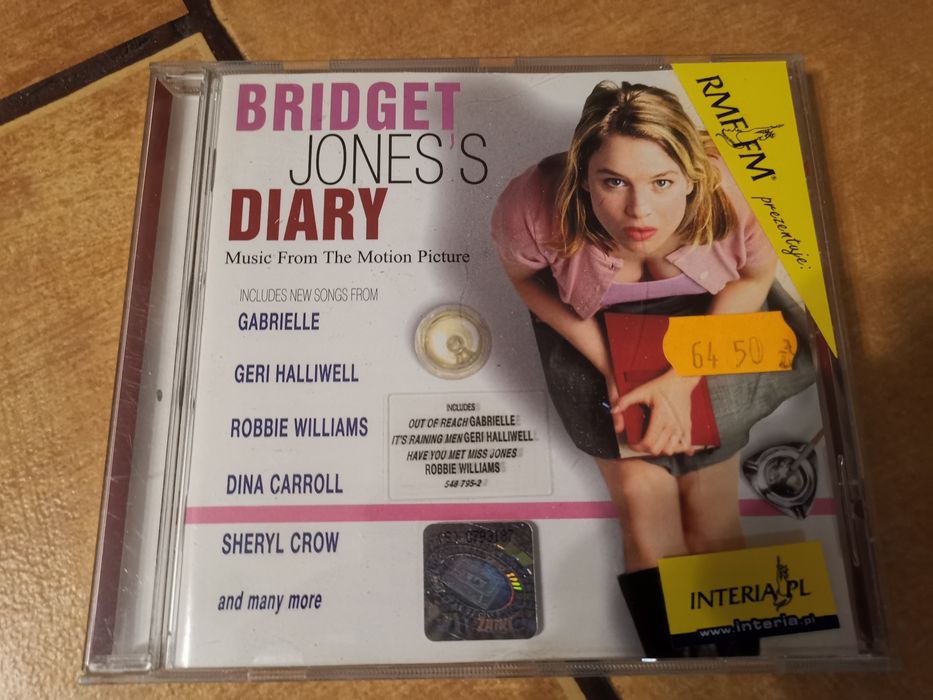 BRIDGET
JONES'S
DIARY
Music From The Motion Picture
INCLUDES NEW SONGS FROM
GABRIELLE
GERI HALLIWELL
ROBBIE WILLIAMS
DINA CARROLL
SHERYL CROW
and many more
INCLUDES
OUT OF REACH GABRIELLE
IT'S RAINING MEN GERI HALLIWELL
HAVE YOU MET MISS JONES
ROBBIE WILLIAMS
548 795-2
RMF FM
prezentuje:
64 50
ZAIKS
INTERIA.PL
www.interia.pl